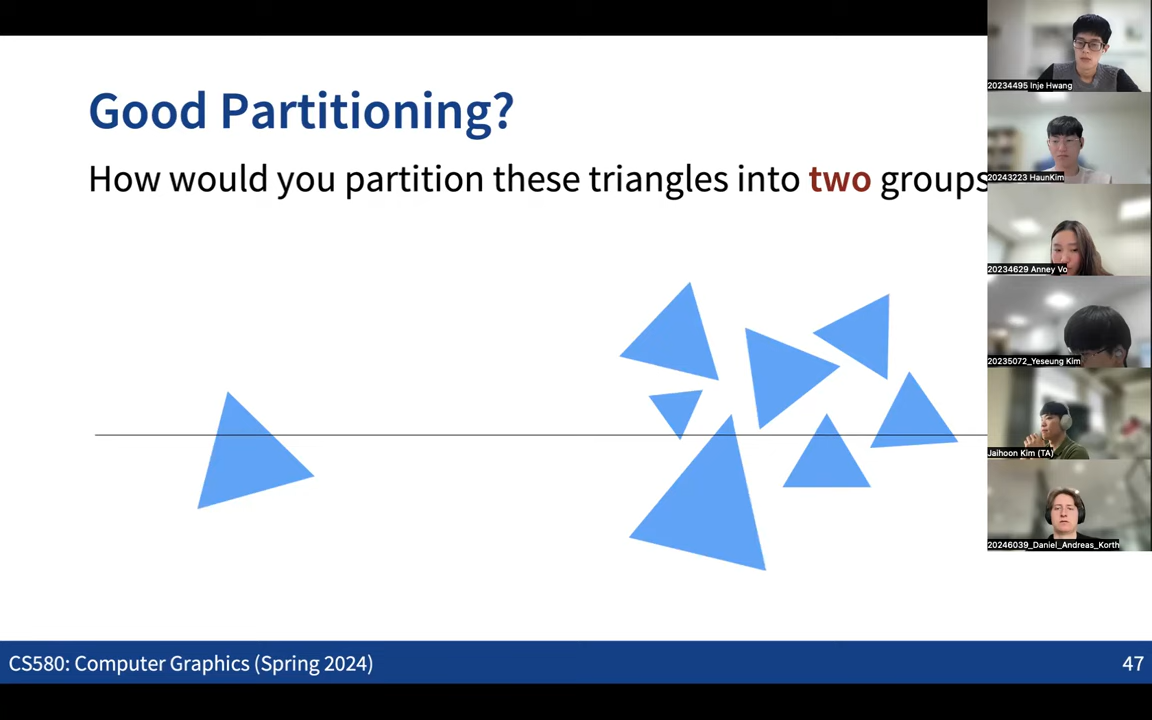 Good Partitioning?
How would you partition these triangles into two groups
20234495 Inje Hwang
20243223 HaunKim
20234629 Anney Vo
20235072_Yeseung Kim
Jaihoon Kim (TA)
20246039_Daniel_Andreas_Korth
CS580: Computer Graphics (Spring 2024)
47